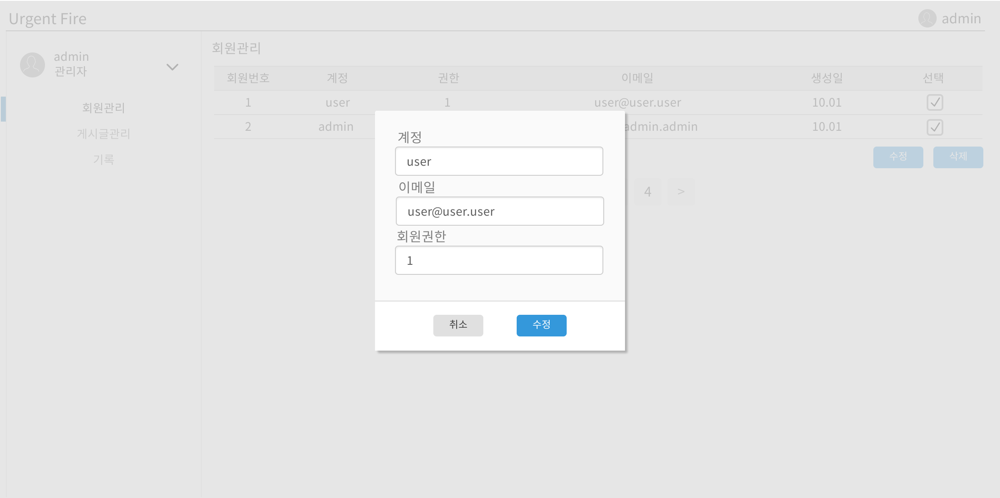 Urgent Fire
admin
admin
관리자
회원관리
게시글관리
기록
회원관리
회원번호 계정 권한 이메일 생성일 선택
1 user 1 user@user.user 10.01
2 admin admin.admin 10.01
수정 삭제
4 >
계정
user
이메일
user@user.user
회원권한
1
취소 수정